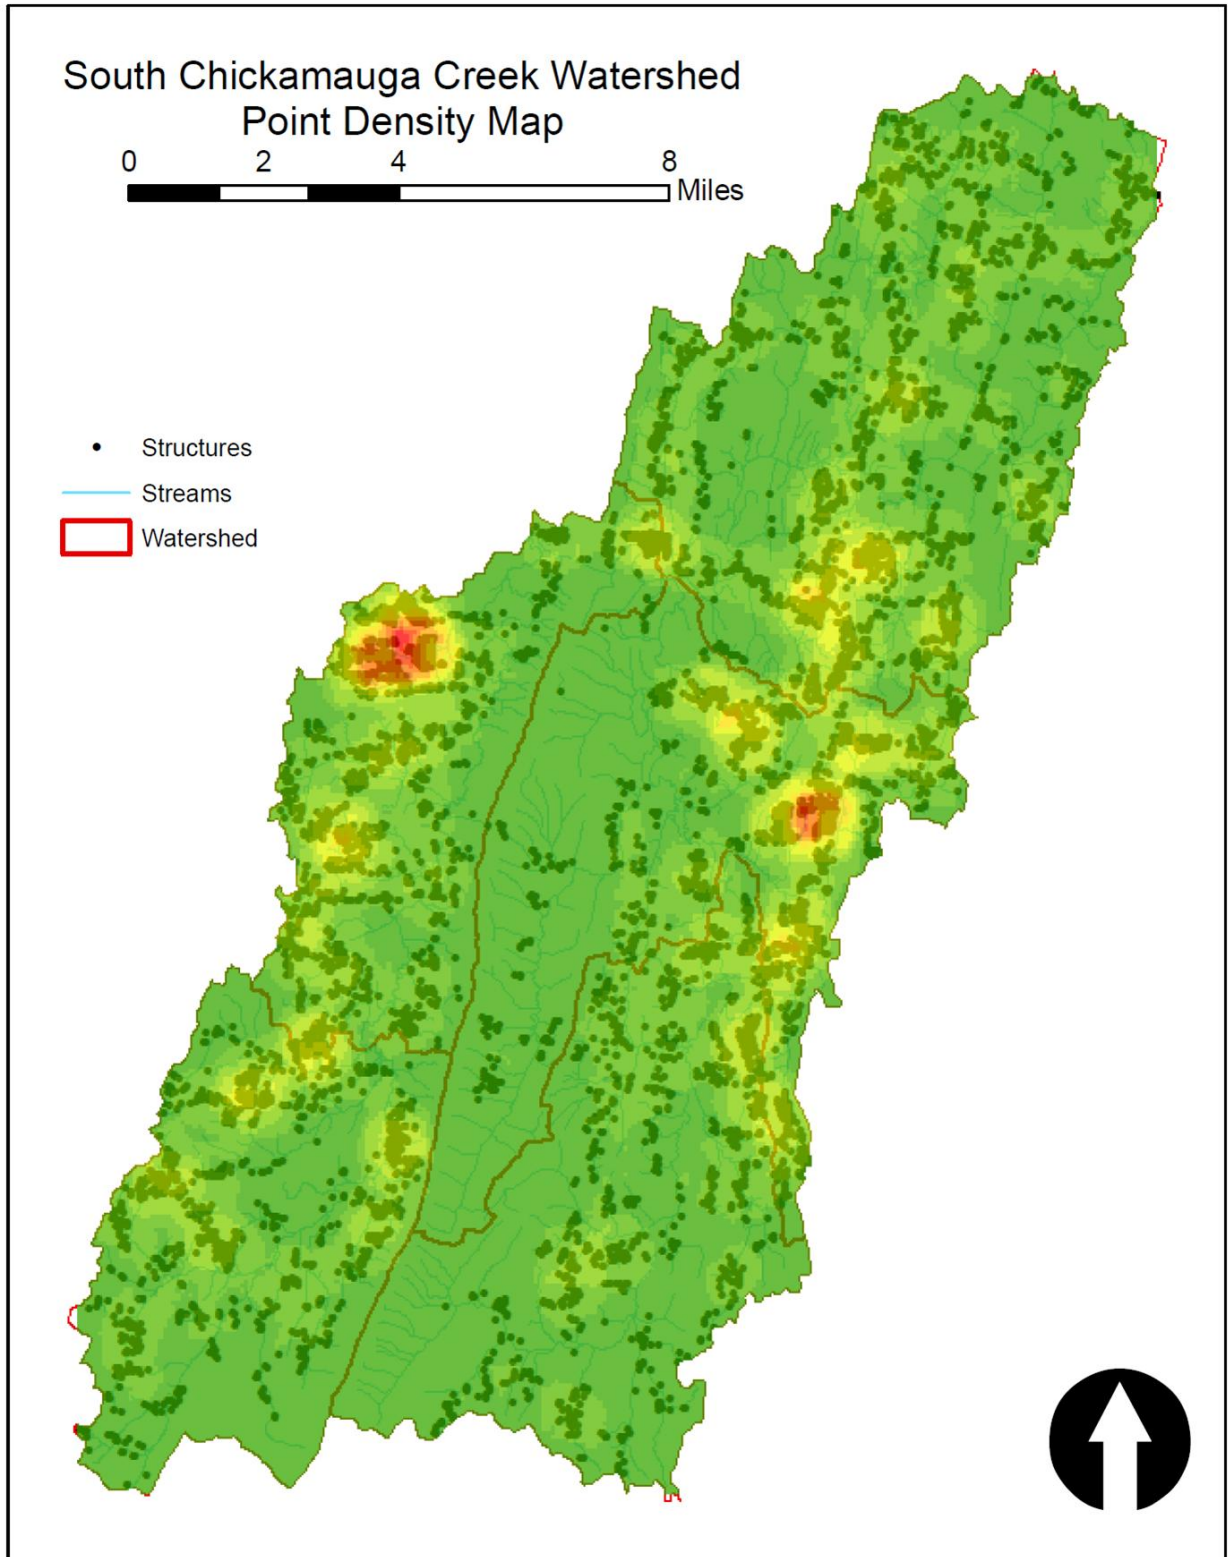 South Chickamauga Creek Watershed
Point Density Map
0 2 4 8
Miles
Structures
Streams
Watershed